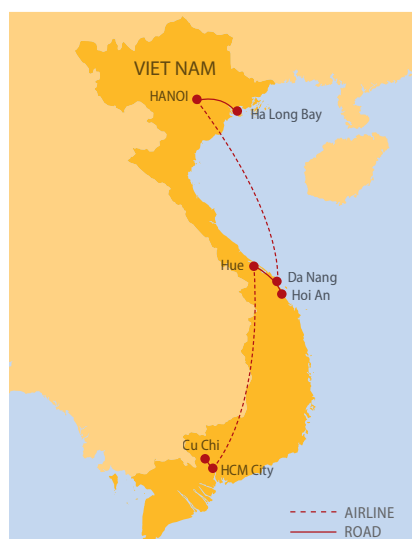 VIET NAM
HANOI
Ha Long Bay
Hue
Da Nang
Hoi An
Cu Chi
HCM City
AIRLINE
ROAD